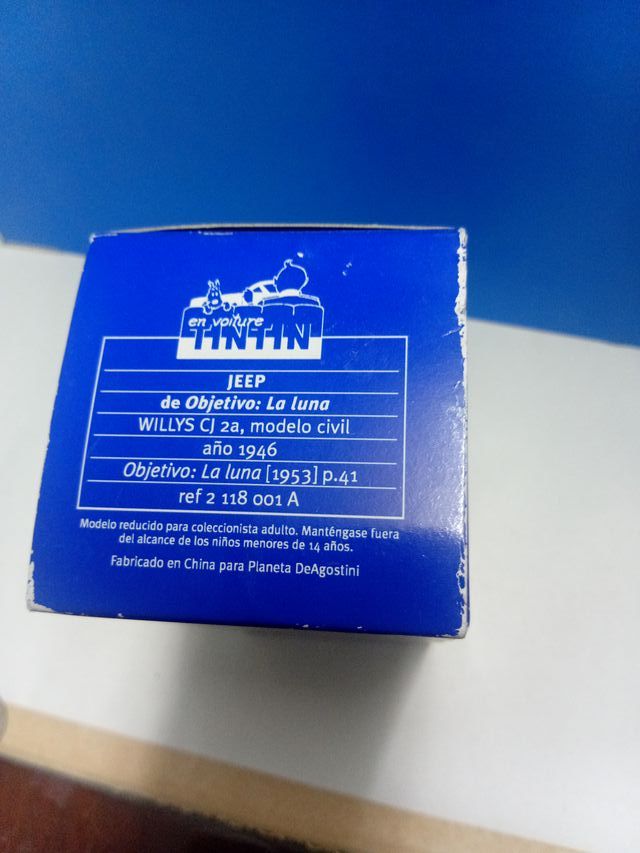 en voiture
TINTIN
JEEP
de Objetivo: La luna
WILLYS CJ 2a, modelo civil
año 1946
Objetivo: La luna [1953] p.41
ref 2 118 001 A
Modelo reducido para coleccionista adulto. Manténgase fuera
del alcance de los niños menores de 14 años.
Fabricado en China para Planeta DeAgostini